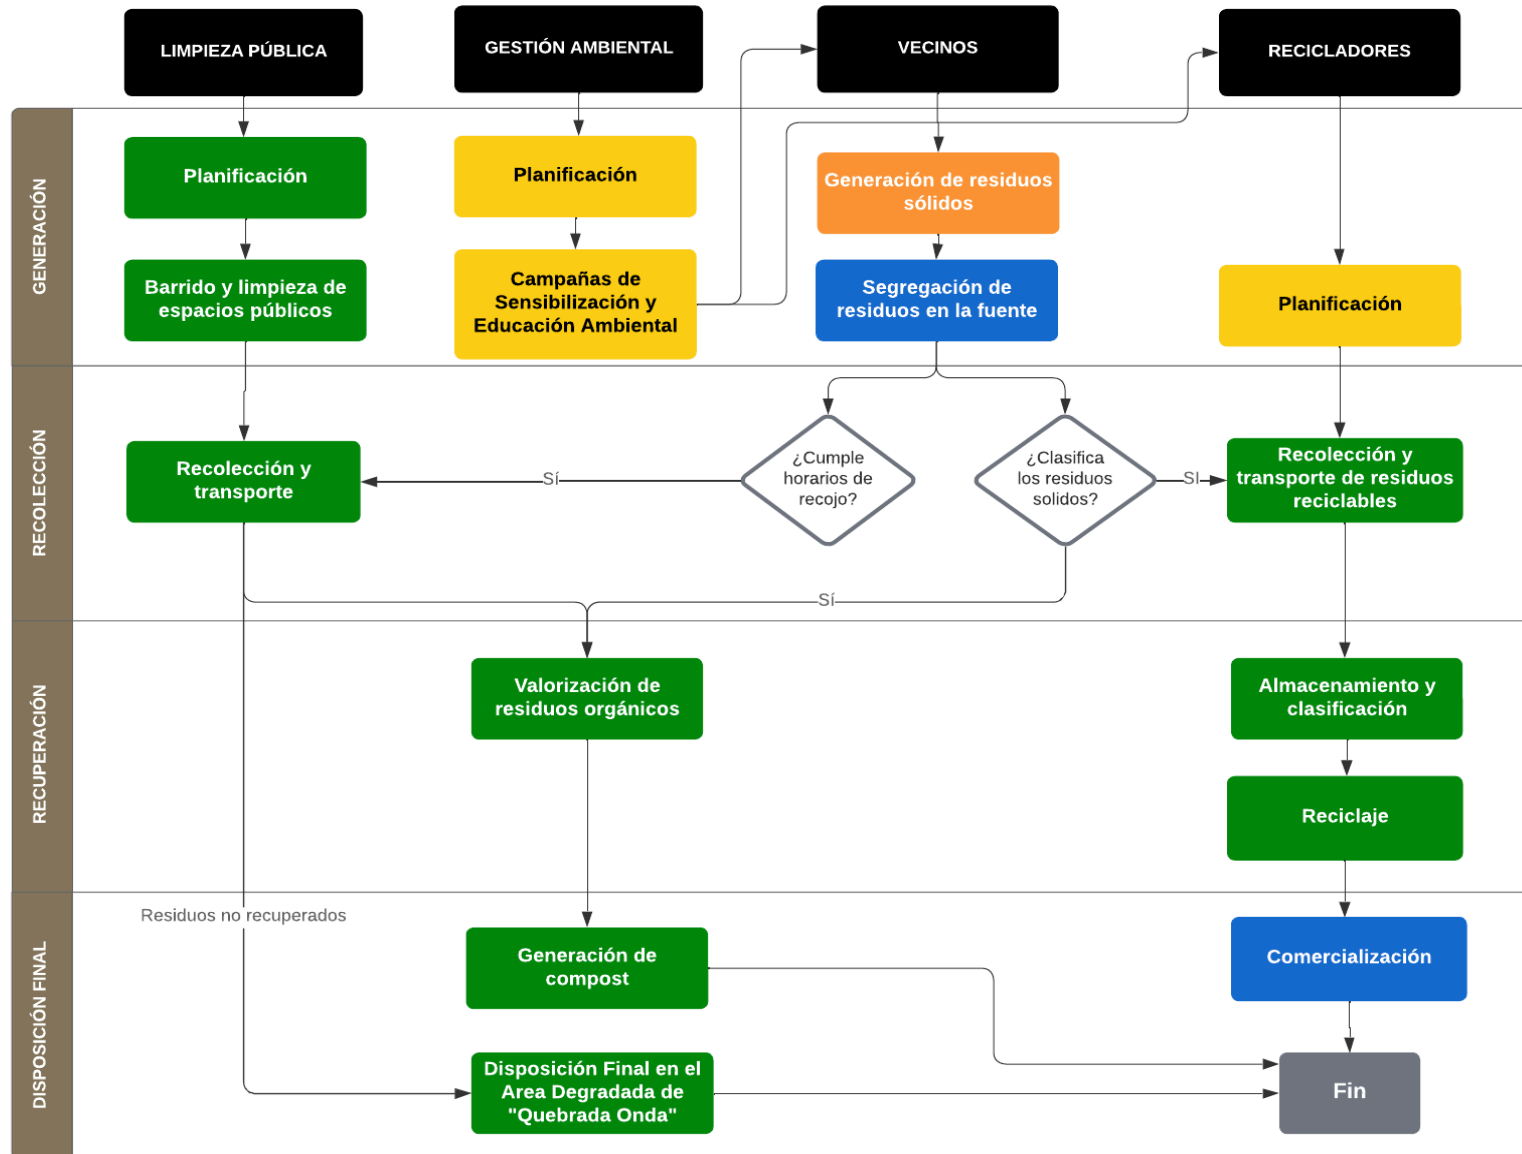 LIMPIEZA PÚBLICA
GESTIÓN AMBIENTAL
VECINOS
RECICLADORES
GENERACIÓN
Planificación
Planificación
Generación de residuos
sólidos
Barrido y limpieza de
espacios públicos
Campañas de
Sensibilización y
Educación Ambiental
Segregación de
residuos en la fuente
Planificación
RECOLECCIÓN
Recolección y
transporte
Sí
¿Cumple
horarios de
recojo?
¿Clasifica
los residuos
solidos?
SI
Recolección y
transporte de residuos
reciclables
Sí
RECUPERACIÓN
Valorización de
residuos orgánicos
Almacenamiento y
clasificación
Reciclaje
DISPOSICIÓN FINAL
Residuos no recuperados
Generación de
compost
Comercialización
Disposición Final en el
Area Degradada de
"Quebrada Onda"
Fin